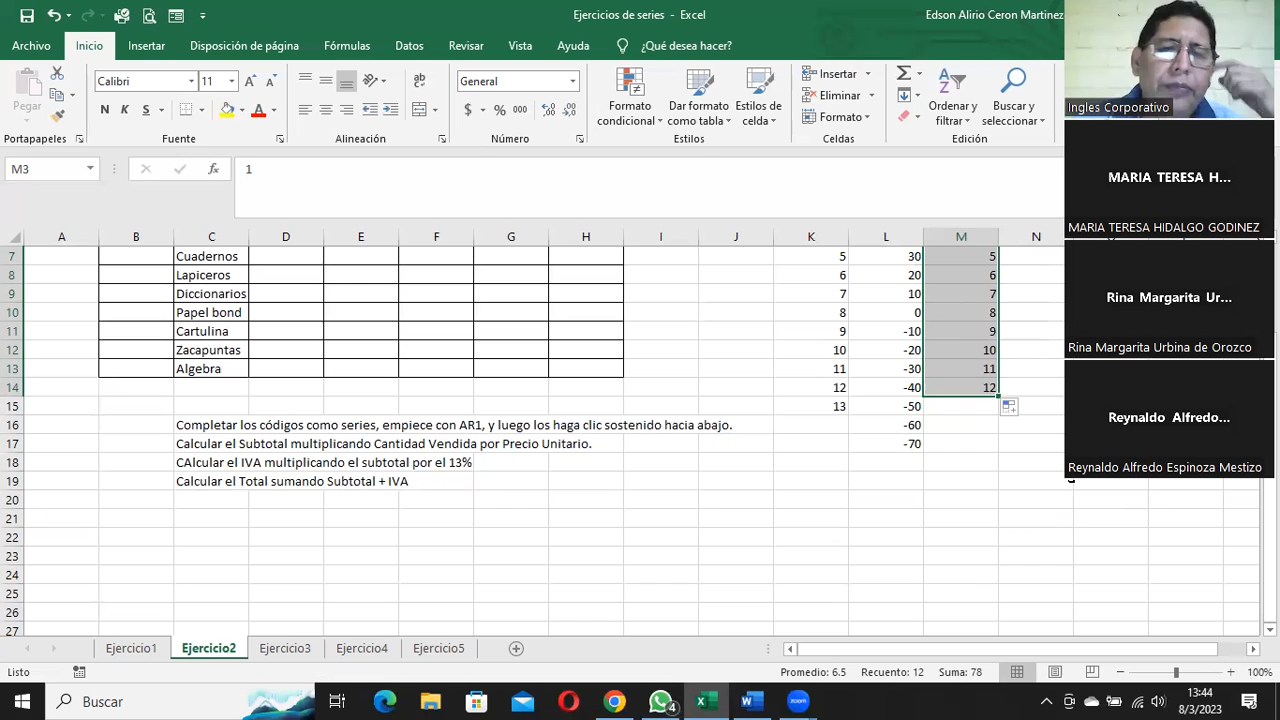 Ejercicios de series - Excel
Edson Alirio Ceron Martinez
Archivo Inicio Insertar Disposición de página Fórmulas Datos Revisar Vista Ayuda ¿Qué desea hacer?
Pegar
Calibri 11
N K S
ab
General
$ % 000
Formato condicional
Dar formato como tabla
Estilos de celda
Insertar
Eliminar
Formato
Ordenar y filtrar
Buscar y seleccionar
Portapapeles Fuente Alineación Número Estilos Celdas Edición
Ingles Corporativo
MARIA TERESA H...
MARIA TERESA HIDALGO GODINEZ
Rina Margarita Ur...
Rina Margarita Urbina de Orozco
Reynaldo Alfredo...
Reynaldo Alfredo Espinoza Mestizo
M3 fx 1
A B C D E F G H I J K L M N
7 Cuadernos 5 30 5
8 Lapiceros 6 20 6
9 Diccionarios 7 10 7
10 Papel bond 8 0 8
11 Cartulina 9 -10 9
12 Zacapuntas 10 -20 10
13 Algebra 11 -30 11
14 12 -40 12
15 13 -50
16 Completar los códigos como series, empiece con AR1, y luego los haga clic sostenido hacia abajo. -60
17 Calcular el Subtotal multiplicando Cantidad Vendida por Precio Unitario. -70
18 CAlcular el IVA multiplicando el subtotal por el 13%
19 Calcular el Total sumando Subtotal + IVA
20
21
22
23
24
25
26
27
Ejercicio1 Ejercicio2 Ejercicio3 Ejercicio4 Ejercicio5
Listo Promedio: 6.5 Recuento: 12 Suma: 78 100%
Buscar
4
13:44
8/3/2023